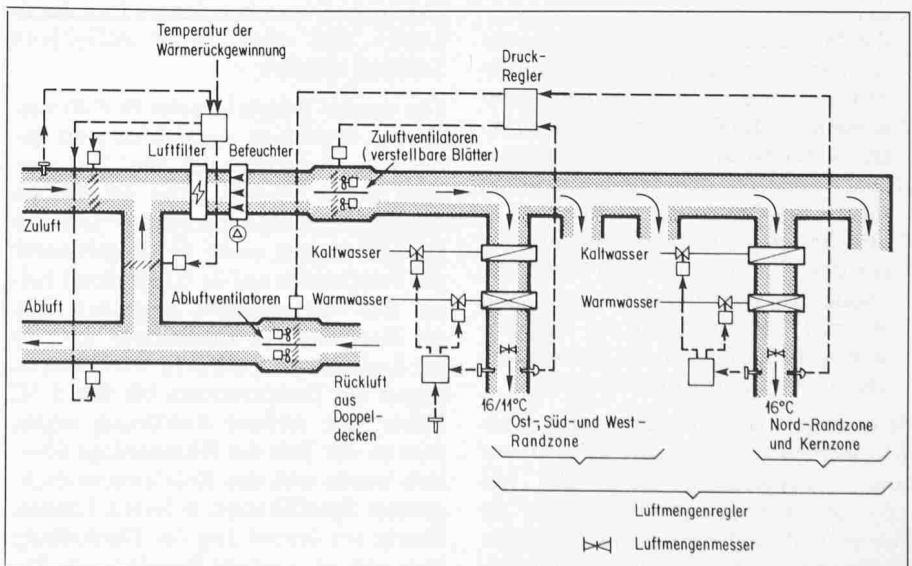 Temperatur der
Wärmerückgewinnung
Druck-
Regler
Luftfilter
Befeuchter
Zuluftventilatoren
(verstellbare Blätter)
Zuluft
Kaltwasser
Kaltwasser
Abluft
Abluftventilatoren
Warmwasser
Warmwasser
Rückluft
aus
Doppel-
decken
16/11°C
Ost-, Süd- und West-
Randzone
16°C
Nord-Randzone
und Kernzone
Luftmengenregler
Luftmengenmesser